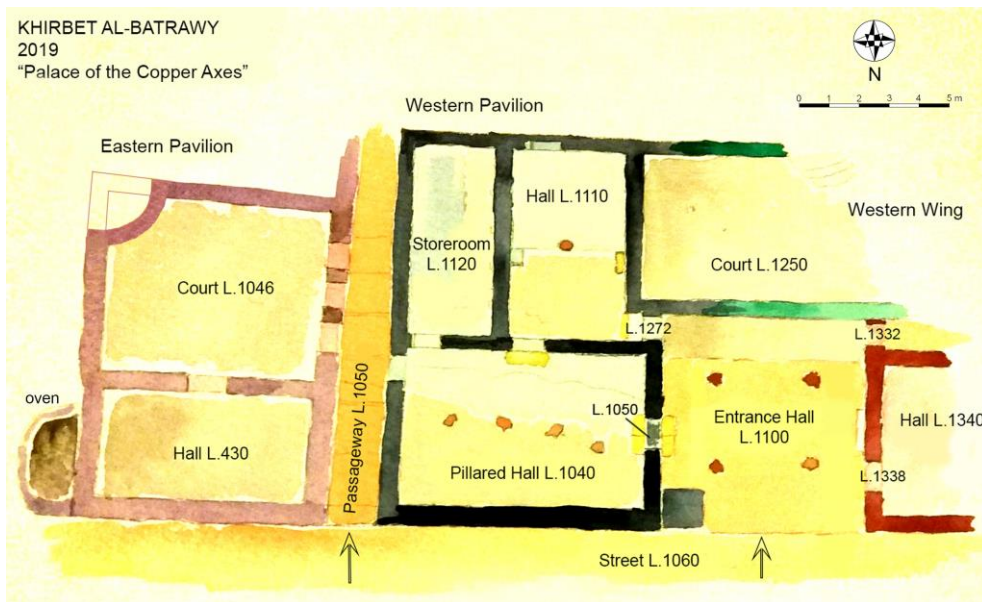 KHIRBET AL-BATRAWY
2019
“Palace of the Copper Axes”
N
0 1 2 3 4 5 m
Western Pavilion
Eastern Pavilion
Hall L.1110
Western Wing
Storeroom
L.1120
Court L.1250
Court L.1046
L.1272
L.1332
oven
Passageway L.1050
L.1050
Entrance Hall
L.1100
Hall L.1340
Hall L.430
Pillared Hall L.1040
L.1338
Street L.1060